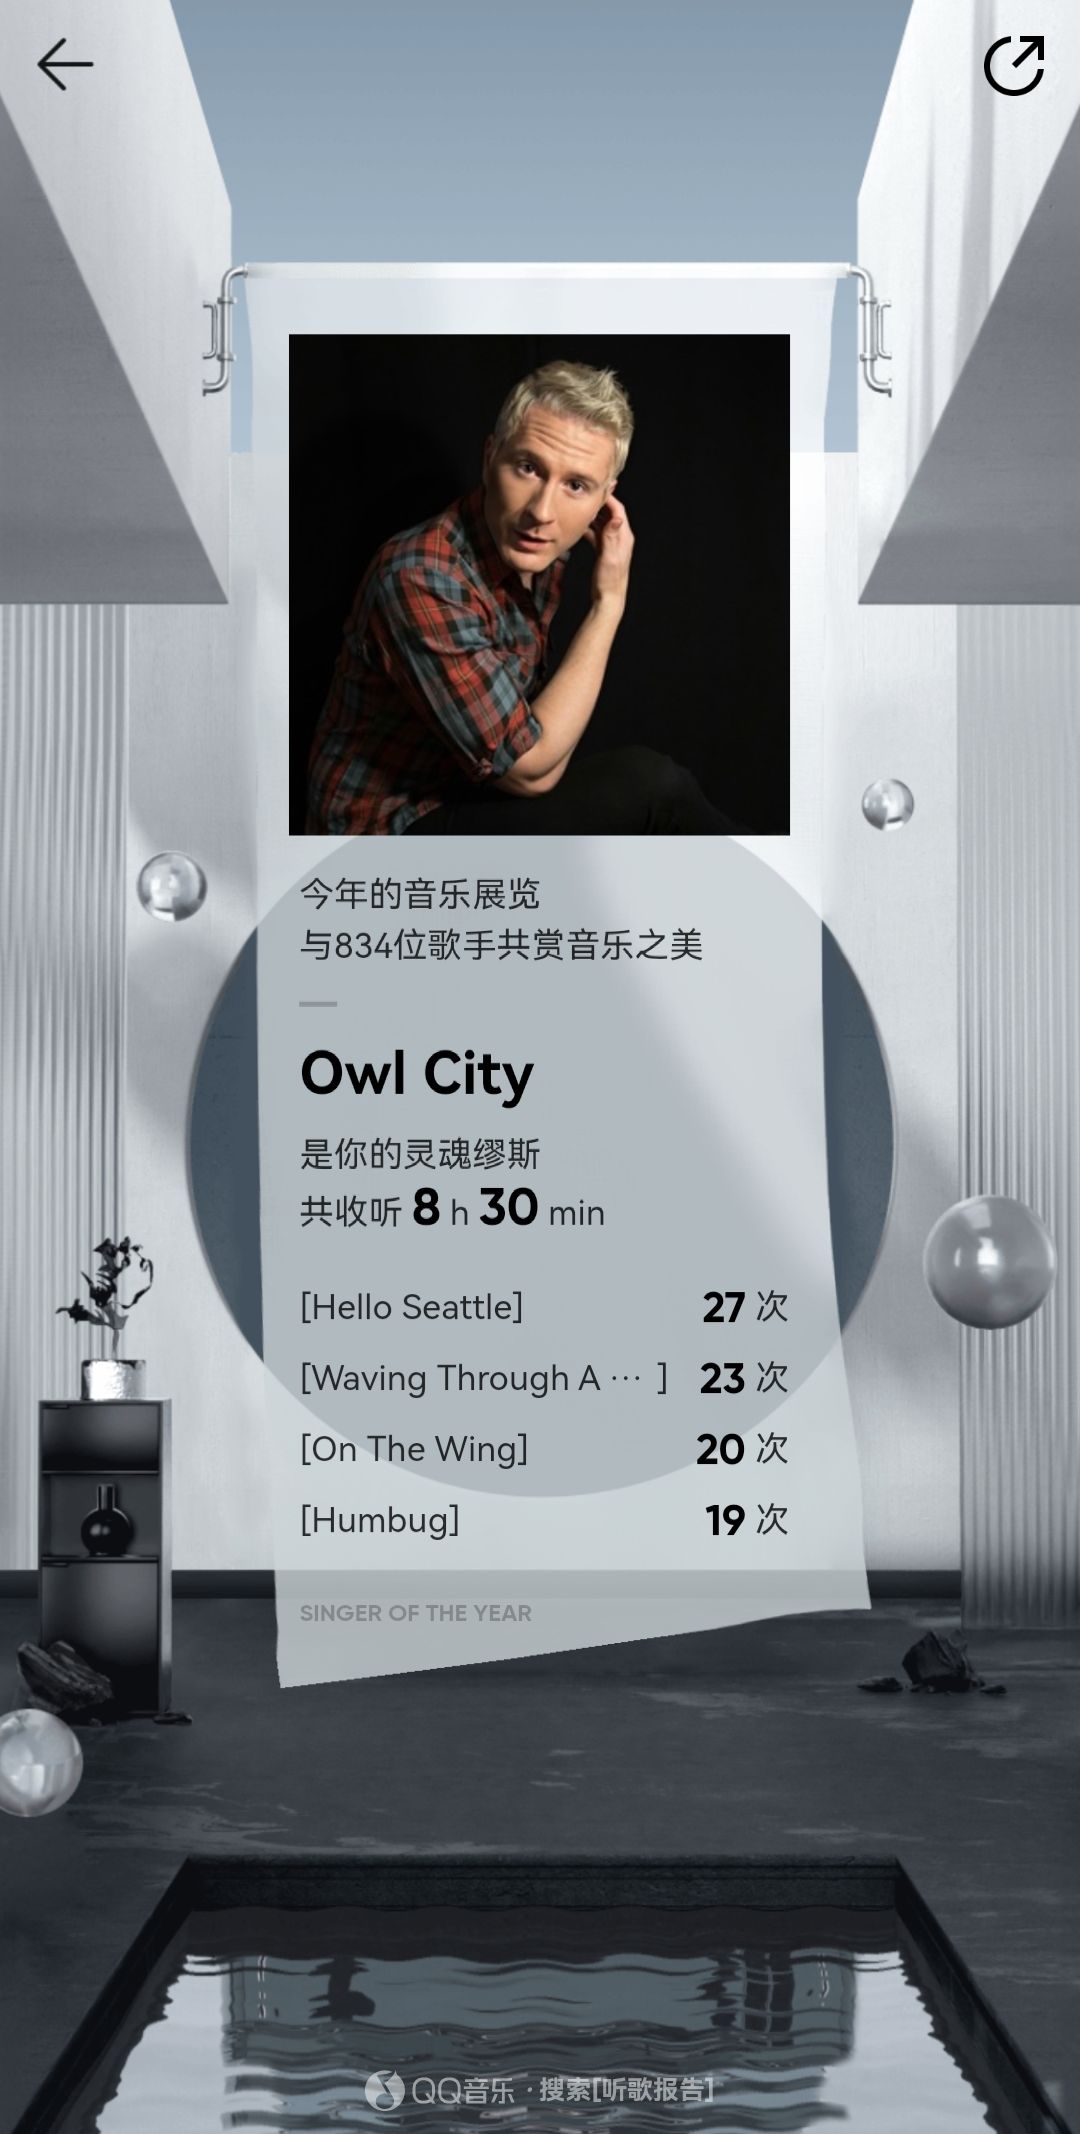 今年的音乐展览
与834位歌手共赏音乐之美
Owl City
是你的灵魂缪斯
共收听 8 h 30 min
[Hello Seattle] 27 次
[Waving Through A ··· ] 23 次
[On The Wing] 20 次
[Humbug] 19 次
SINGER OF THE YEAR
QQ音乐 · 搜索[听歌报告]